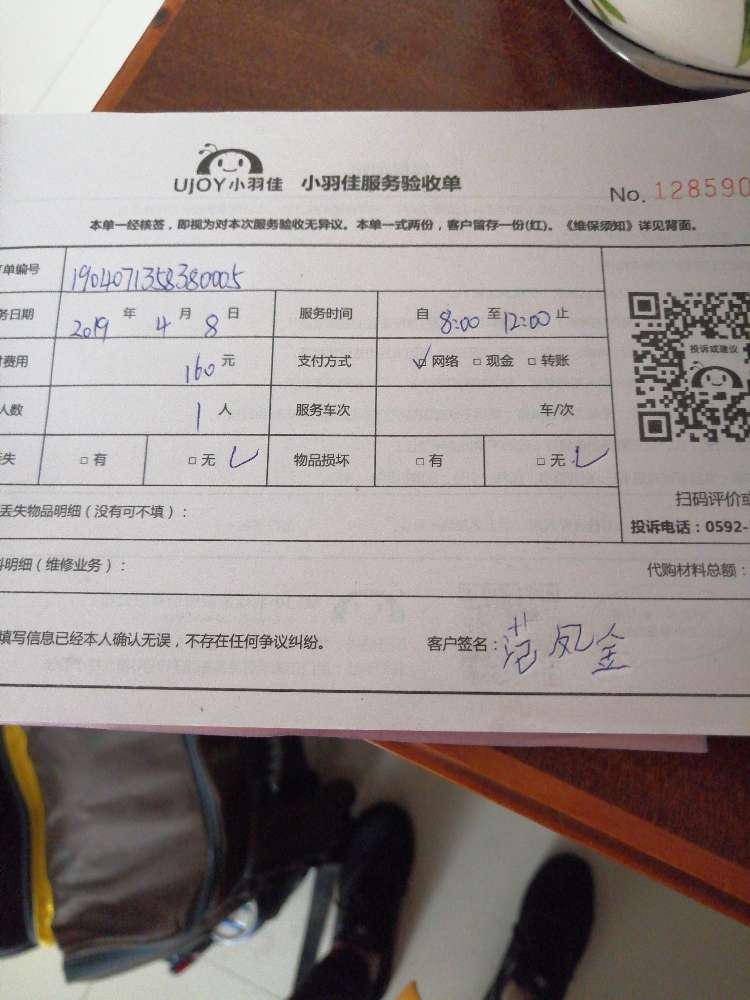 UJOY小羽佳 小羽佳服务验收单
No. 128590
本单一经核签，即视为对本次服务验收无异议。本单一式两份，客户留存一份(红)。《维保须知》详见背面。
单编号 1904071358380005
务日期 2019 年 4 月 8 日 服务时间 自 8:00 至 12:00 止
费用 160 元 支付方式 网络 现金 转账
人数 1 人 服务车次 车/次
失 有 无 物品损坏 有 无
投诉或建议
扫码评价或
投诉电话：0592-
丢失物品明细（没有可不填）：
料明细（维修业务）： 代购材料总额：
填写信息已经本人确认无误，不存在任何争议纠纷。 客户签名：范凤金